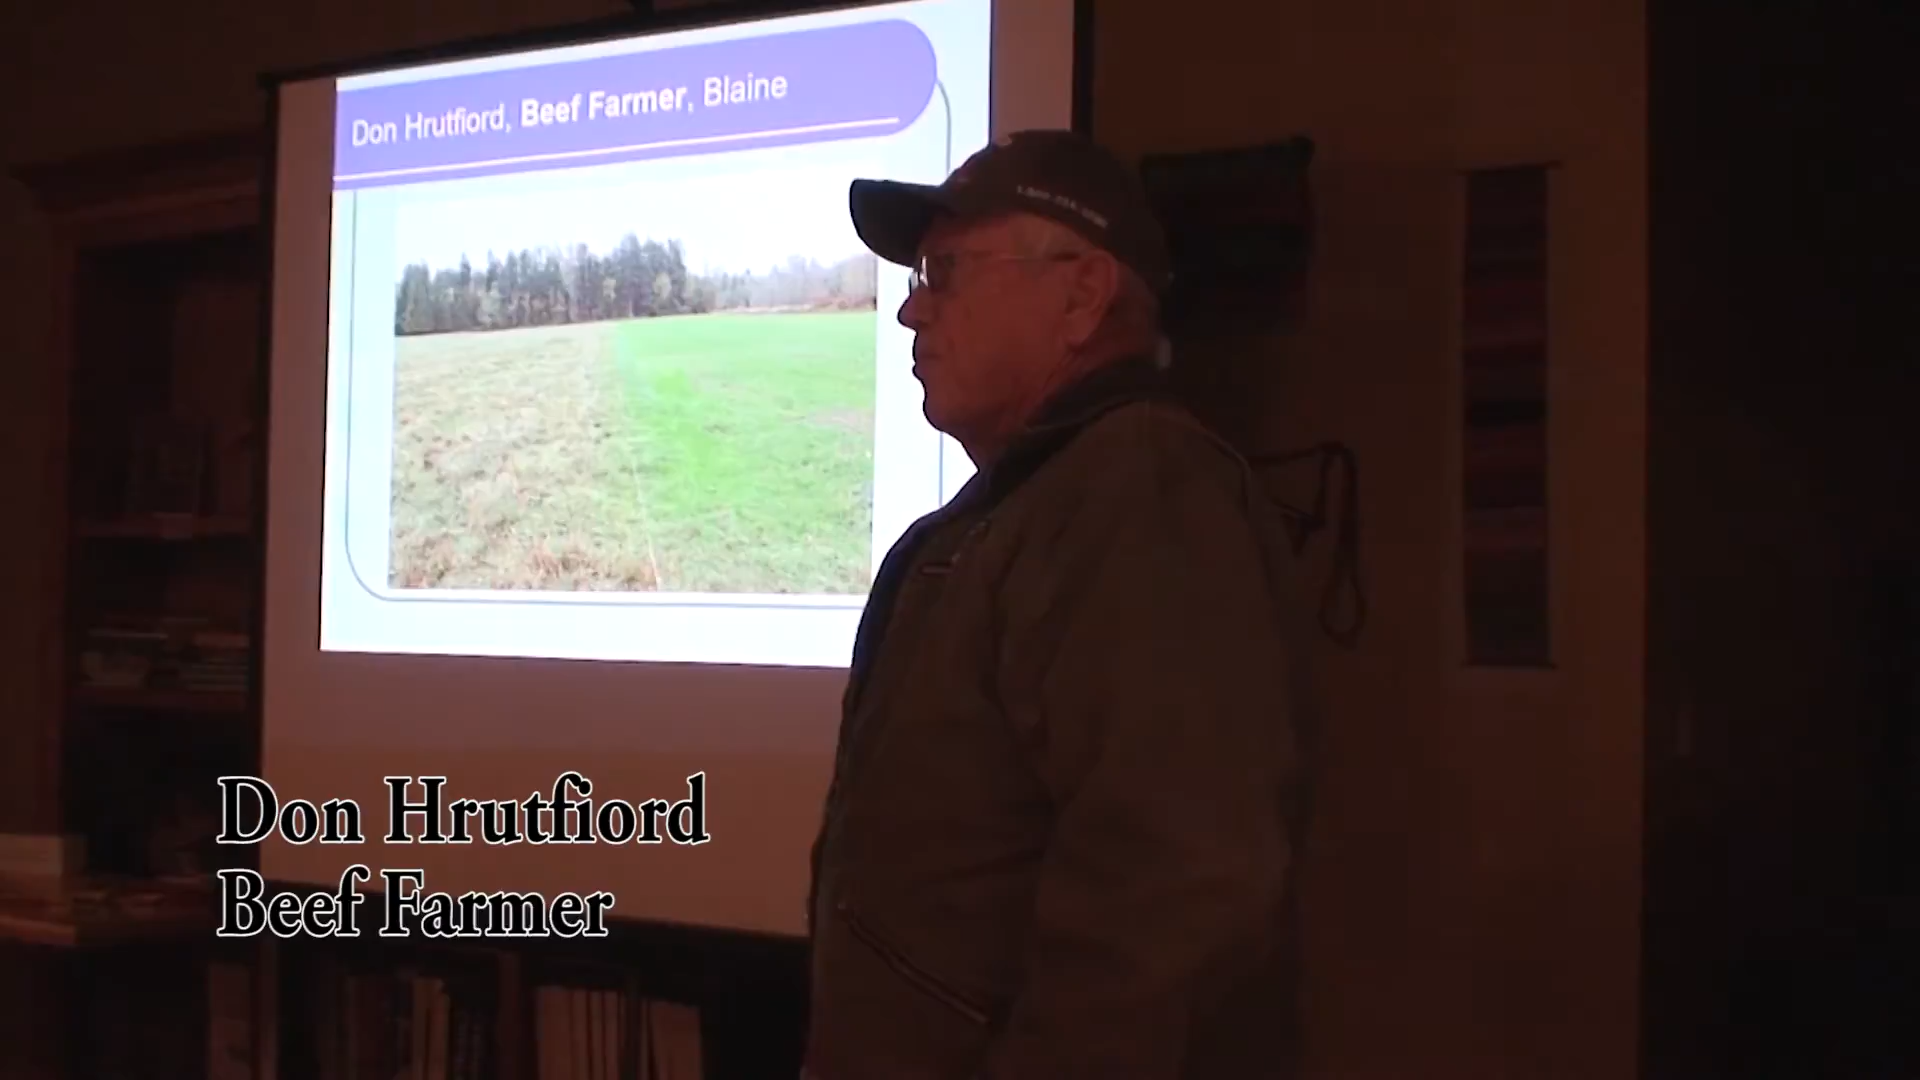 Don Hrutfiord, Beef Farmer, Blaine
Don Hrutfiord
Beef Farmer